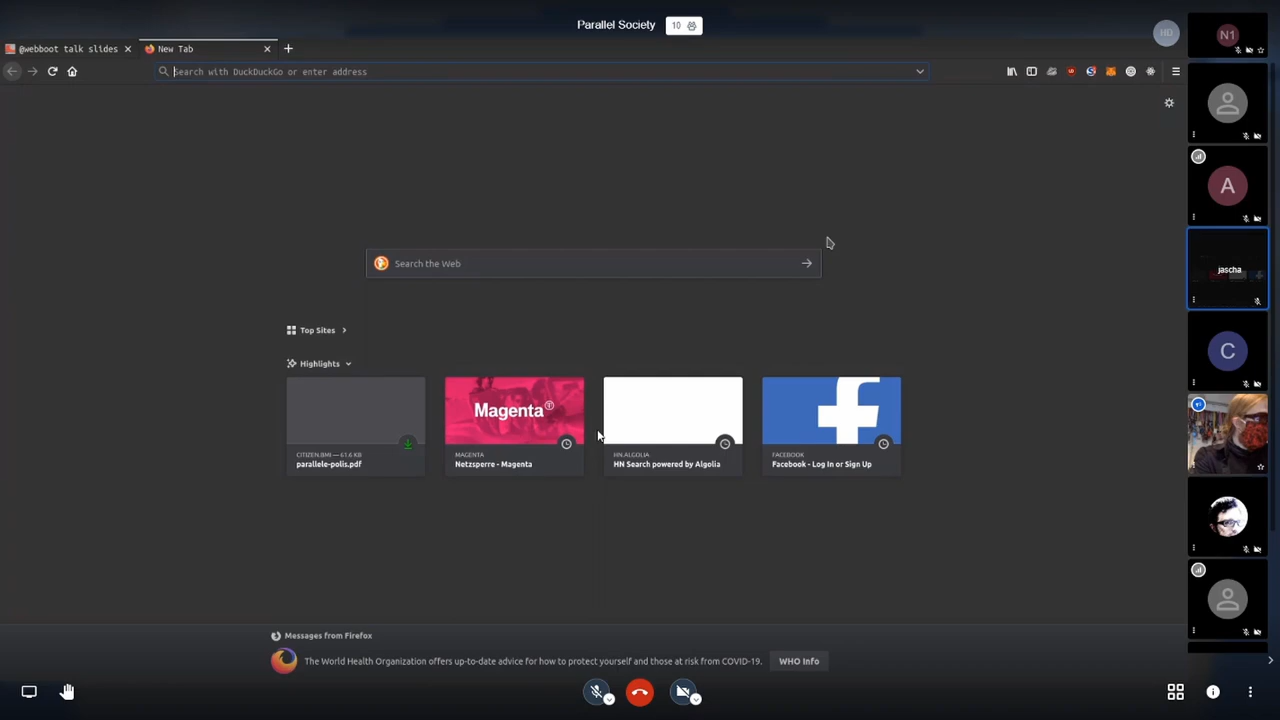 Parallel Society
10
HD
N1
@webboot talk slides
New Tab
Search with DuckDuckGo or enter address
A
Search the Web
jascha
Top Sites
Highlights
C
Magenta
CITIZEN.BMI — 61.6 KB
parallele-polis.pdf
MAGENTA
Netzsperre - Magenta
HN.ALGOLIA
HN Search powered by Algolia
FACEBOOK
Facebook - Log In or Sign Up
Messages from Firefox
The World Health Organization offers up-to-date advice for how to protect yourself and those at risk from COVID-19.
WHO Info